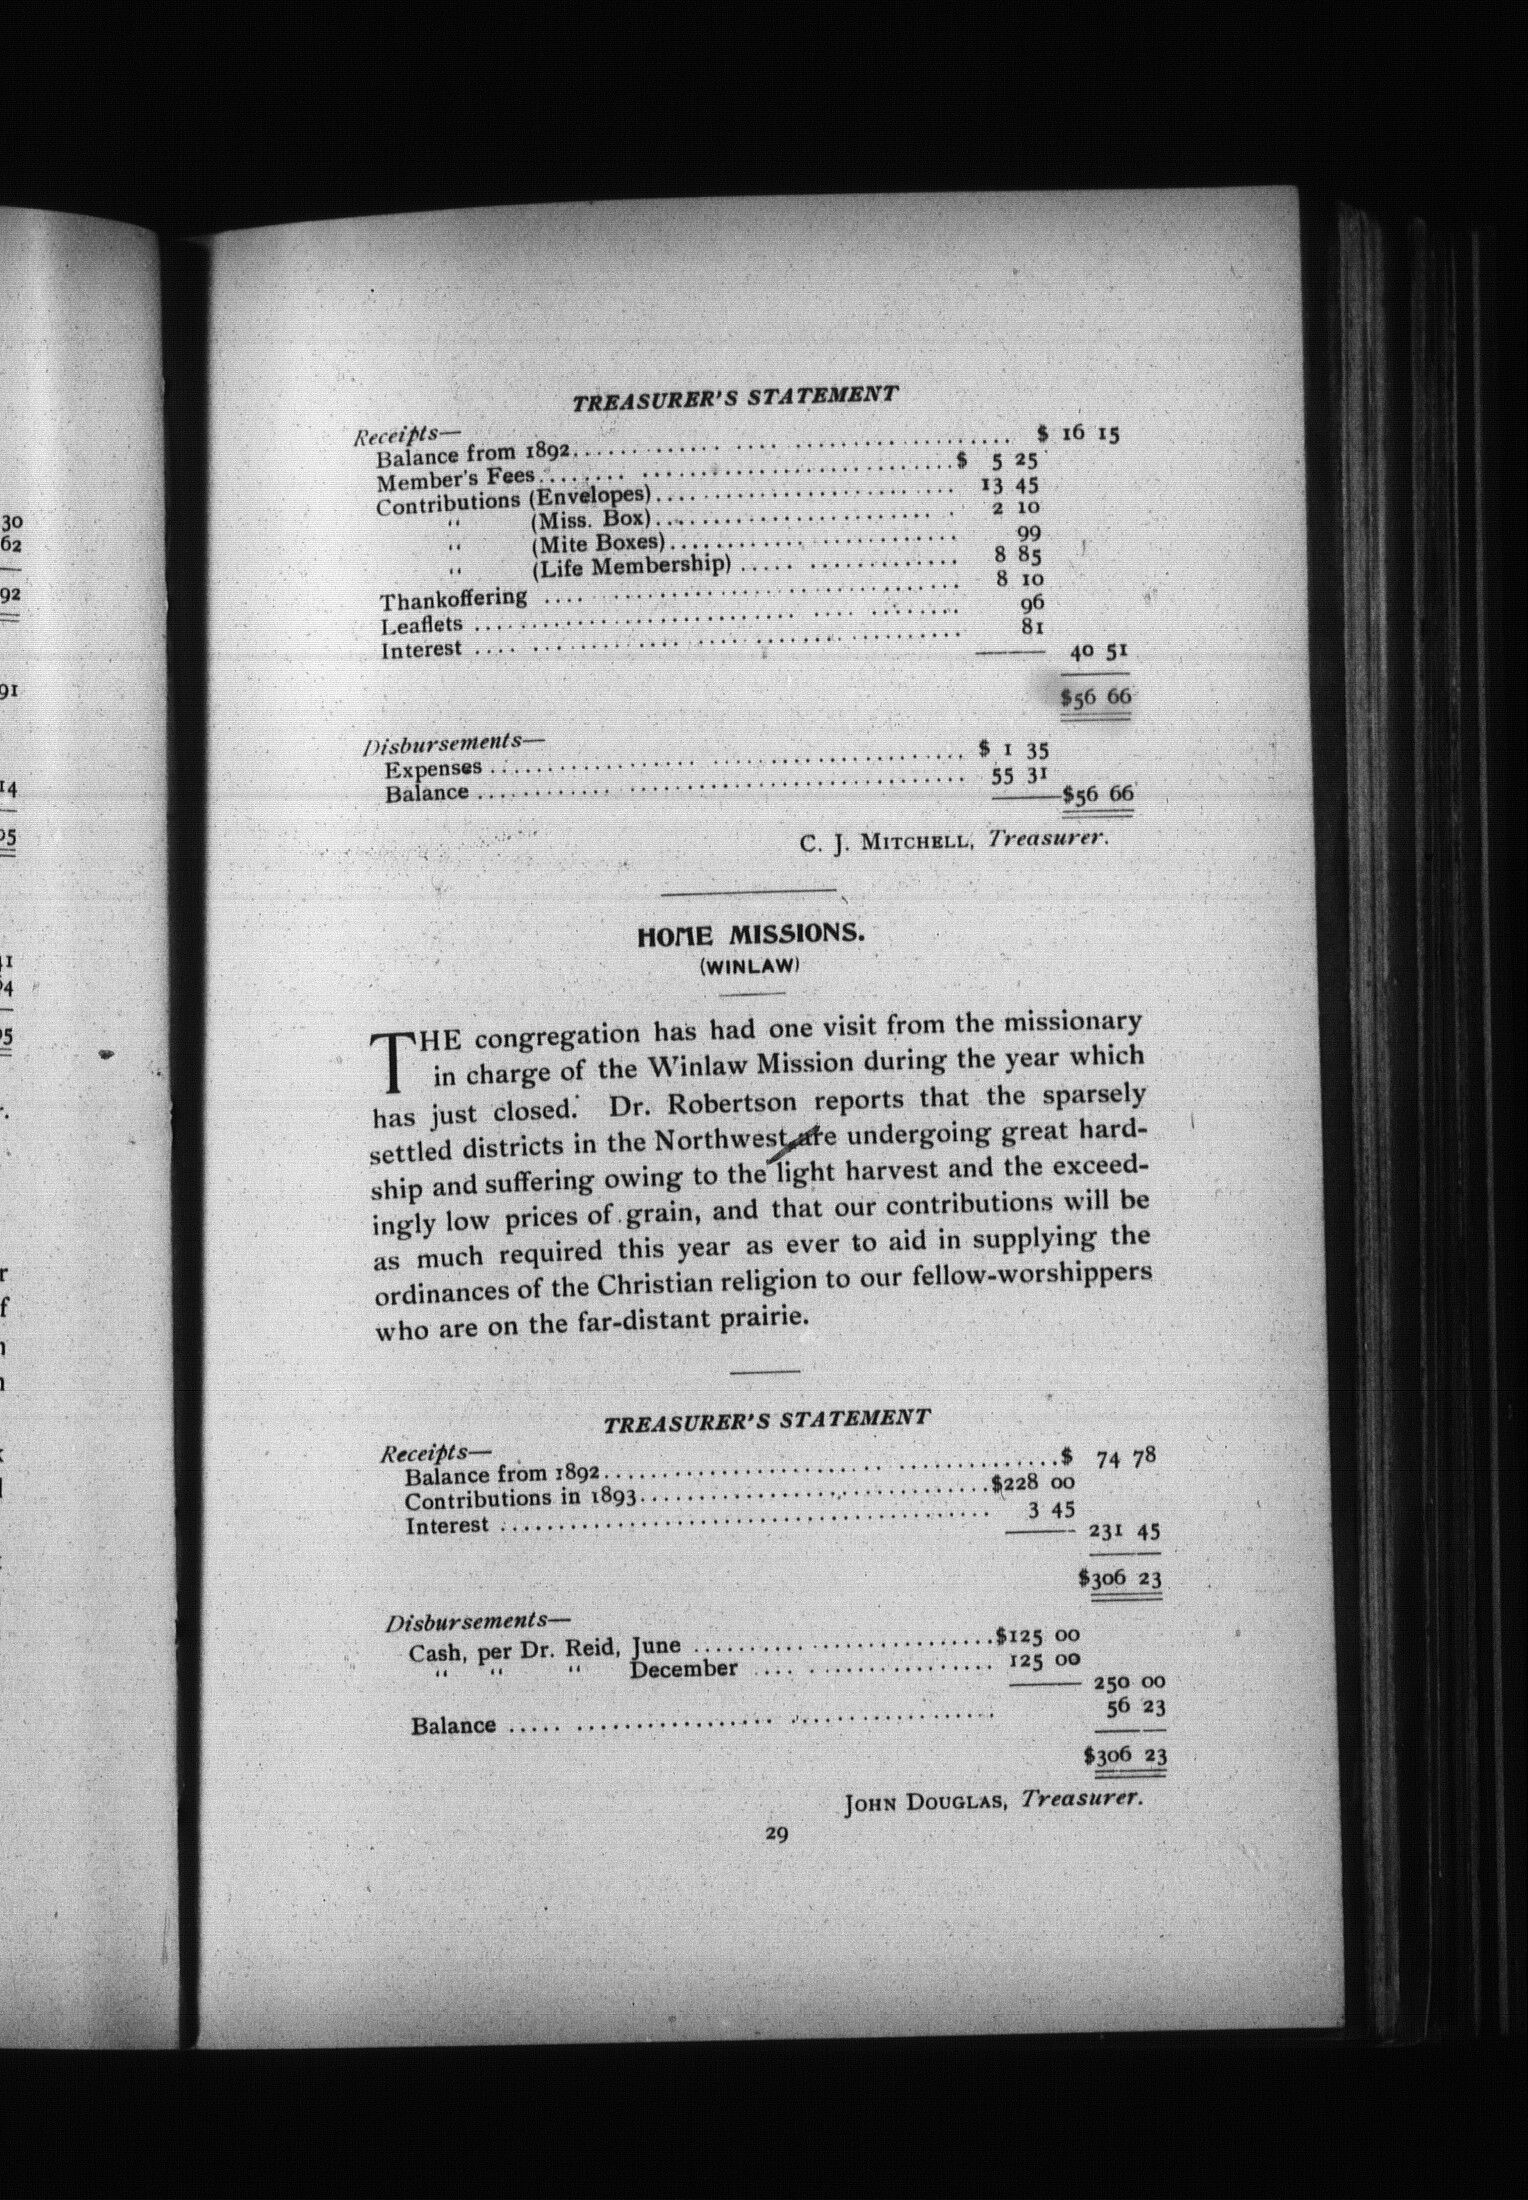 TREASURER'S STATEMENT
Receipts—
Balance from 1892 $ 16 15
Member's Fees $ 5 25
Contributions (Envelopes) 13 45
" (Miss. Box) 2 10
" (Mite Boxes) 99
" (Life Membership) 8 85
Thankoffering 8 10
Leaflets 96
Interest 81
40 51
$56 66
Disbursements—
Expenses $ 1 35
Balance 55 31
$56 66
C. J. MITCHELL, Treasurer.
HOME MISSIONS.
(WINLAW)
THE congregation has had one visit from the missionary
in charge of the Winlaw Mission during the year which
has just closed. Dr. Robertson reports that the sparsely
settled districts in the Northwest are undergoing great hard-
ship and suffering owing to the light harvest and the exceed-
ingly low prices of grain, and that our contributions will be
as much required this year as ever to aid in supplying the
ordinances of the Christian religion to our fellow-worshippers
who are on the far-distant prairie.
TREASURER'S STATEMENT
Receipts—
Balance from 1892 $ 74 78
Contributions in 1893 $228 00
Interest 3 45
231 45
$306 23
Disbursements—
Cash, per Dr. Reid, June $125 00
" " " December 125 00
250 00
Balance 56 23
$306 23
JOHN DOUGLAS, Treasurer.
29